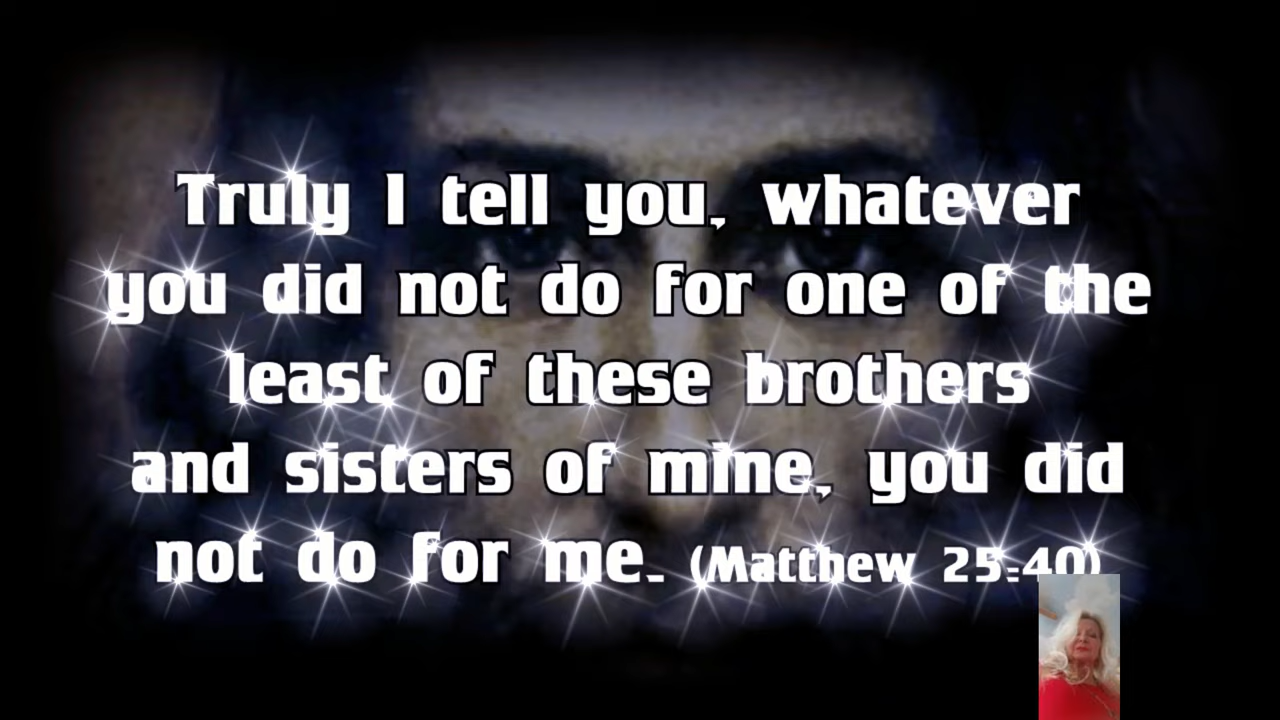 Truly I tell you, whatever
you did not do for one of the
least of these brothers
and sisters of mine, you did
not do for me. (Matthew 25:40)